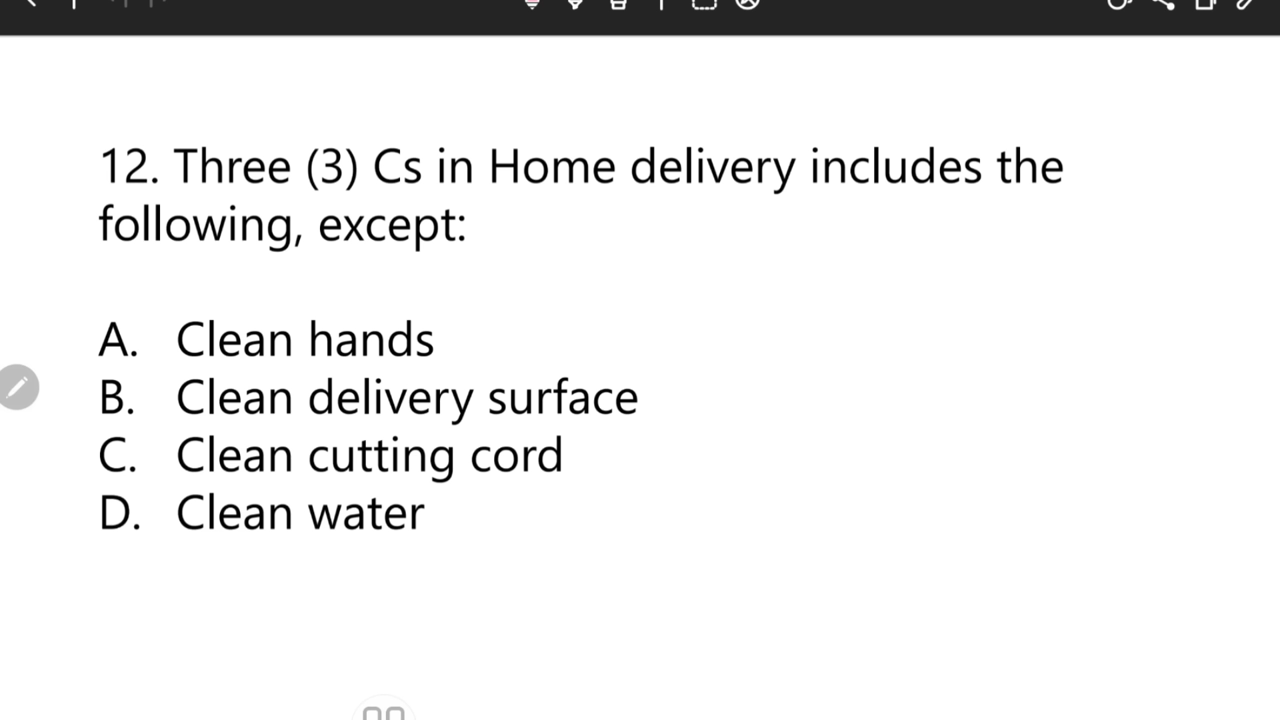 12. Three (3) Cs in Home delivery includes the
following, except:
A. Clean hands
B. Clean delivery surface
C. Clean cutting cord
D. Clean water